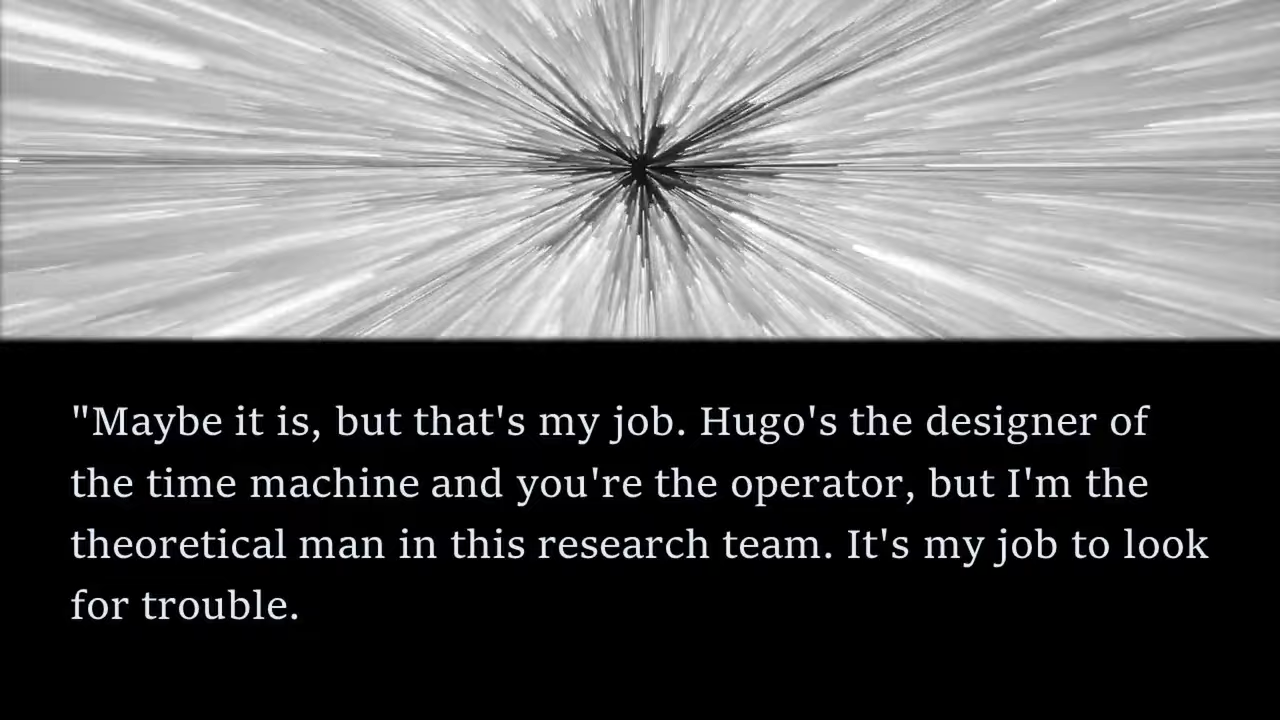 "Maybe it is, but that's my job. Hugo's the designer of
the time machine and you're the operator, but I'm the
theoretical man in this research team. It's my job to look
for trouble.